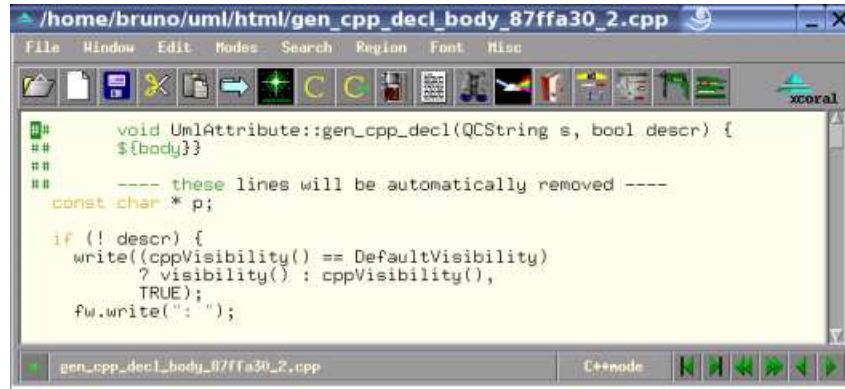 /home/bruno/uml/html/gen_cpp_decl_body_87ffa30_2.cpp
File Window Edit Modes Search Region Font Misc
xcoral
## void UmlAttribute::gen_cpp_decl(QCString s, bool descr) {
## ${body}}
##
## ---- these lines will be automatically removed ----
const char * p;
if (! descr) {
write((cppVisibility() == DefaultVisibility)
? visibility() : cppVisibility(),
TRUE);
fw.write(": ");
gen_cpp_decl_body_87ffa30_2.cpp C++mode